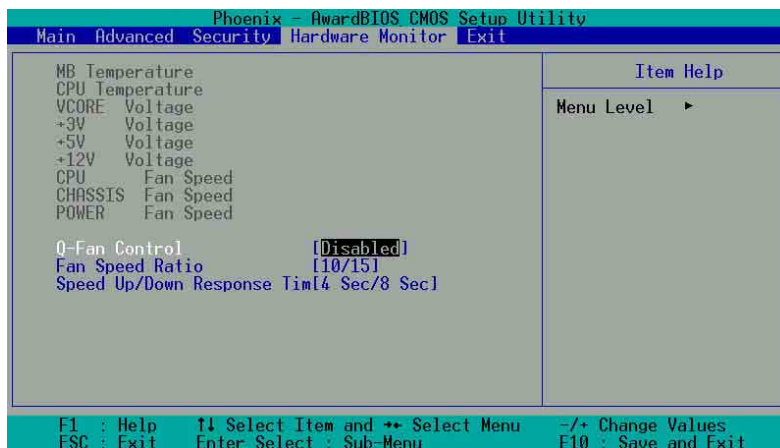 Phoenix - AwardBIOS CMOS Setup Utility
Main Advanced Security Hardware Monitor Exit
MB Temperature
CPU Temperature
VCORE Voltage
+3V Voltage
+5V Voltage
+12V Voltage
CPU Fan Speed
CHASSIS Fan Speed
POWER Fan Speed
Q-Fan Control [Disabled]
Fan Speed Ratio [10/15]
Speed Up/Down Response Tim[4 Sec/8 Sec]
Item Help
Menu Level ►
F1 : Help ↑↓ Select Item and ←→ Select Menu -/+ Change Values
ESC : Exit Enter Select : Sub-Menu F10 : Save and Exit